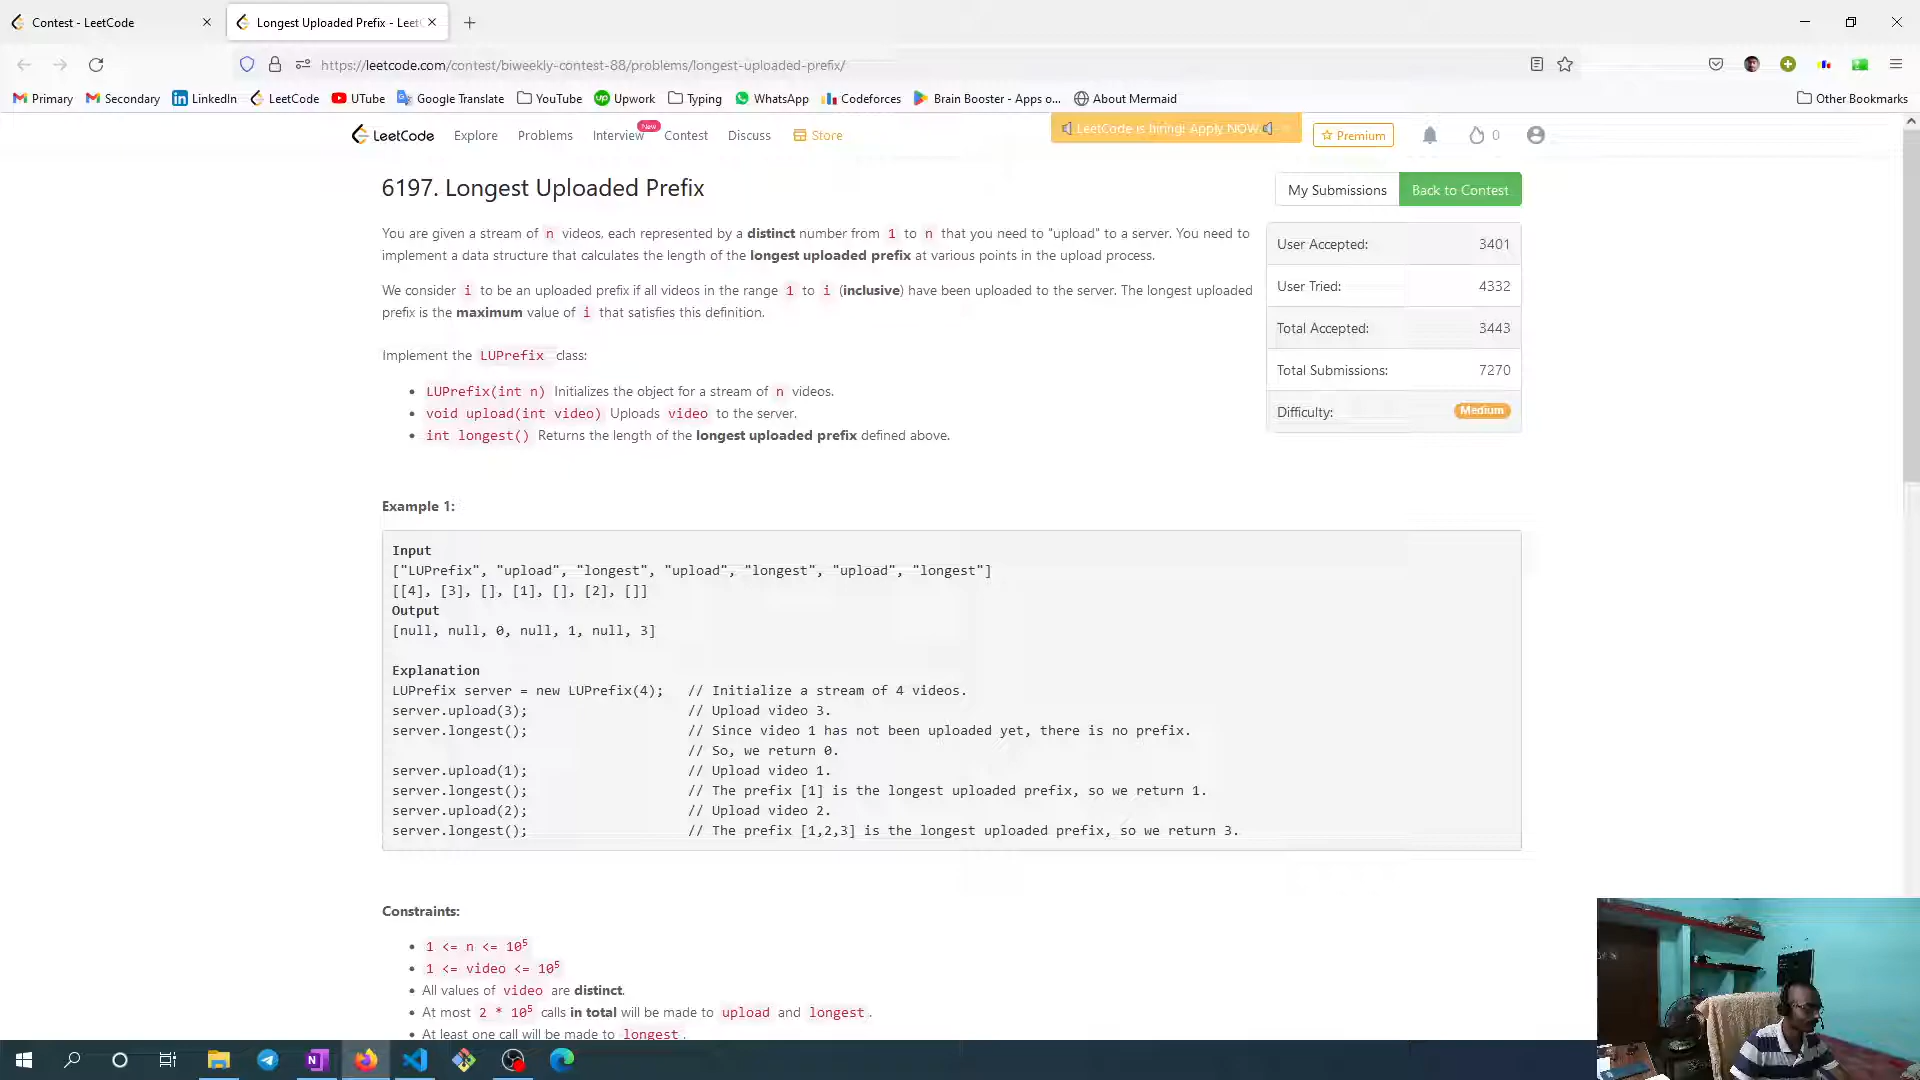 Contest - LeetCode
Longest Uploaded Prefix - Leet
https://leetcode.com/contest/biweekly-contest-88/problems/longest-uploaded-prefix/
Primary Secondary LinkedIn LeetCode UTube Google Translate YouTube Upwork Typing WhatsApp Codeforces Brain Booster - Apps o... About Mermaid Other Bookmarks
LeetCode Explore Problems Interview New Contest Discuss Store LeetCode is hiring! Apply NOW. Premium 0
6197. Longest Uploaded Prefix
My Submissions Back to Contest
You are given a stream of n videos, each represented by a distinct number from 1 to n that you need to "upload" to a server. You need to
implement a data structure that calculates the length of the longest uploaded prefix at various points in the upload process.
We consider i to be an uploaded prefix if all videos in the range 1 to i (inclusive) have been uploaded to the server. The longest uploaded
prefix is the maximum value of i that satisfies this definition.
Implement the LUPrefix class:
• LUPrefix(int n) Initializes the object for a stream of n videos.
• void upload(int video) Uploads video to the server.
• int longest() Returns the length of the longest uploaded prefix defined above.
User Accepted: 3401
User Tried: 4332
Total Accepted: 3443
Total Submissions: 7270
Difficulty: Medium
Example 1:
Input
["LUPrefix", "upload", "longest", "upload", "longest", "upload", "longest"]
[[4], [3], [], [1], [], [2], []]
Output
[null, null, 0, null, 1, null, 3]
Explanation
LUPrefix server = new LUPrefix(4); // Initialize a stream of 4 videos.
server.upload(3); // Upload video 3.
server.longest(); // Since video 1 has not been uploaded yet, there is no prefix.
// So, we return 0.
server.upload(1); // Upload video 1.
server.longest(); // The prefix [1] is the longest uploaded prefix, so we return 1.
server.upload(2); // Upload video 2.
server.longest(); // The prefix [1,2,3] is the longest uploaded prefix, so we return 3.
Constraints:
• 1 <= n <= 10⁵
• 1 <= video <= 10⁵
• All values of video are distinct.
• At most 2 * 10⁵ calls in total will be made to upload and longest.
• At least one call will be made to longest.